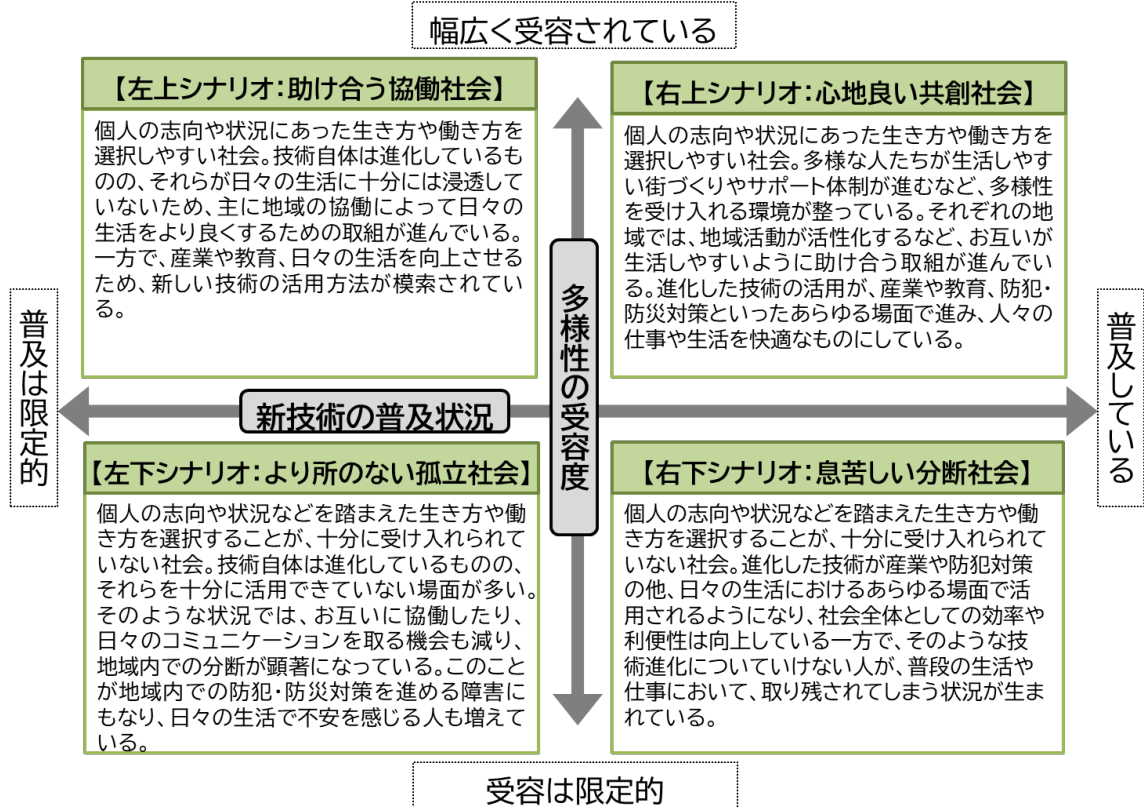 幅広く受容されている
【左上シナリオ：助け合う協働社会】
個人の志向や状況にあった生き方や働き方を
選択しやすい社会。技術自体は進化しているも
のの、それらが日々の生活に十分には浸透して
いないため、主に地域の協働によって日々の
生活をより良くするための取組が進んでいる。
一方で、産業や教育、日々の生活を向上させる
ため、新しい技術の活用方法が模索されてい
る。
【右上シナリオ：心地良い共創社会】
個人の志向や状況にあった生き方や働き方を
選択しやすい社会。多様な人たちが生活しやす
い街づくりやサポート体制が進むなど、多様性
を受け入れる環境が整っている。それぞれの地
域では、地域活動が活性化するなど、お互いが
生活しやすいように助け合う取組が進んでい
る。進化した技術の活用が、産業や教育、防犯・
防災対策といったあらゆる場面で進み、人々の
仕事や生活を快適なものにしている。
普及は限定的
新技術の普及状況
多様性の受容度
普及している
【左下シナリオ：より所のない孤立社会】
個人の志向や状況などを踏まえた生き方や働
き方を選択することが、十分に受け入れられて
いない社会。技術自体は進化しているものの、
それらを十分に活用できていない場面が多い。
そのような状況では、お互いに協働したり、
日々のコミュニケーションを取る機会も減り、
地域内での分断が顕著になっている。このこと
が地域内での防犯・防災対策を進める障害に
もなり、日々の生活で不安を感じる人も増えて
いる。
【右下シナリオ：息苦しい分断社会】
個人の志向や状況などを踏まえた生き方や働
き方を選択することが、十分に受け入れられて
いない社会。進化した技術が産業や防犯対策
の他、日々の生活におけるあらゆる場面で活
用されるようになり、社会全体としての効率や
利便性は向上している一方で、そのような技
術進化についていけない人が、普段の生活や
仕事において、取り残されてしまう状況が生ま
れている。
受容は限定的